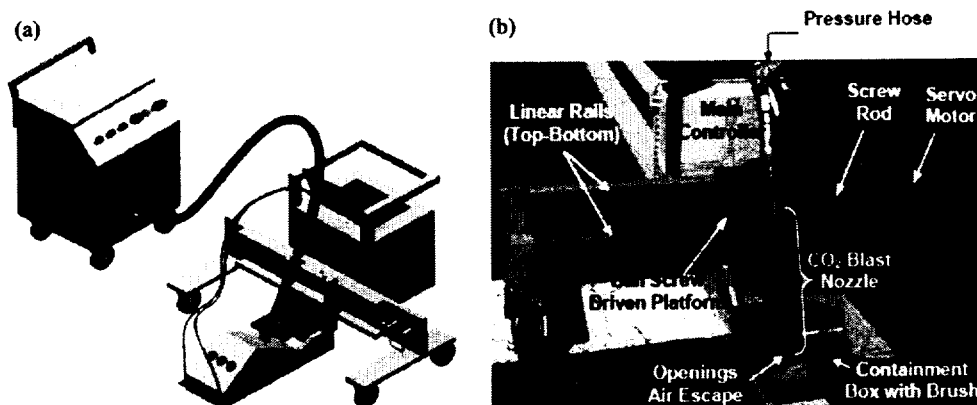 (a)
(b)
Pressure Hose
Linear Rails
(Top-Bottom)
Screw
Rod
Servo
Motor
CO₂ Blast
Nozzle
Screw
Driven Platform
Openings
Air Escape
Containment
Box with Brush